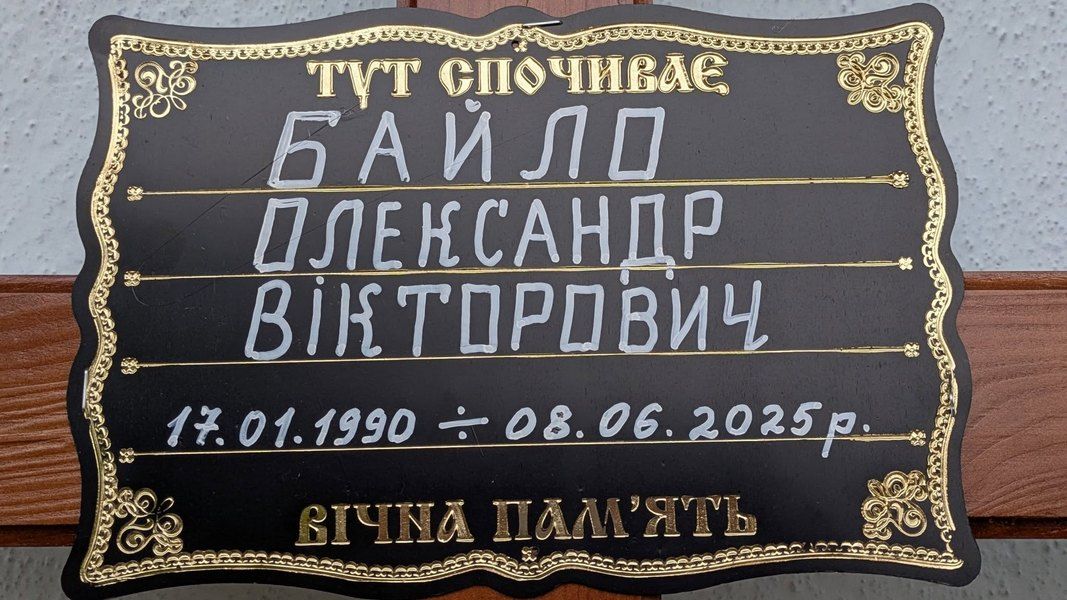 ТУТ СПОЧИВАЄ
БАЙЛО
ОЛЕКСАНДР
ВІКТОРОВИЧ
17.01.1990 ÷ 08.06.2025р.
ВІЧНА ПАМ'ЯТЬ